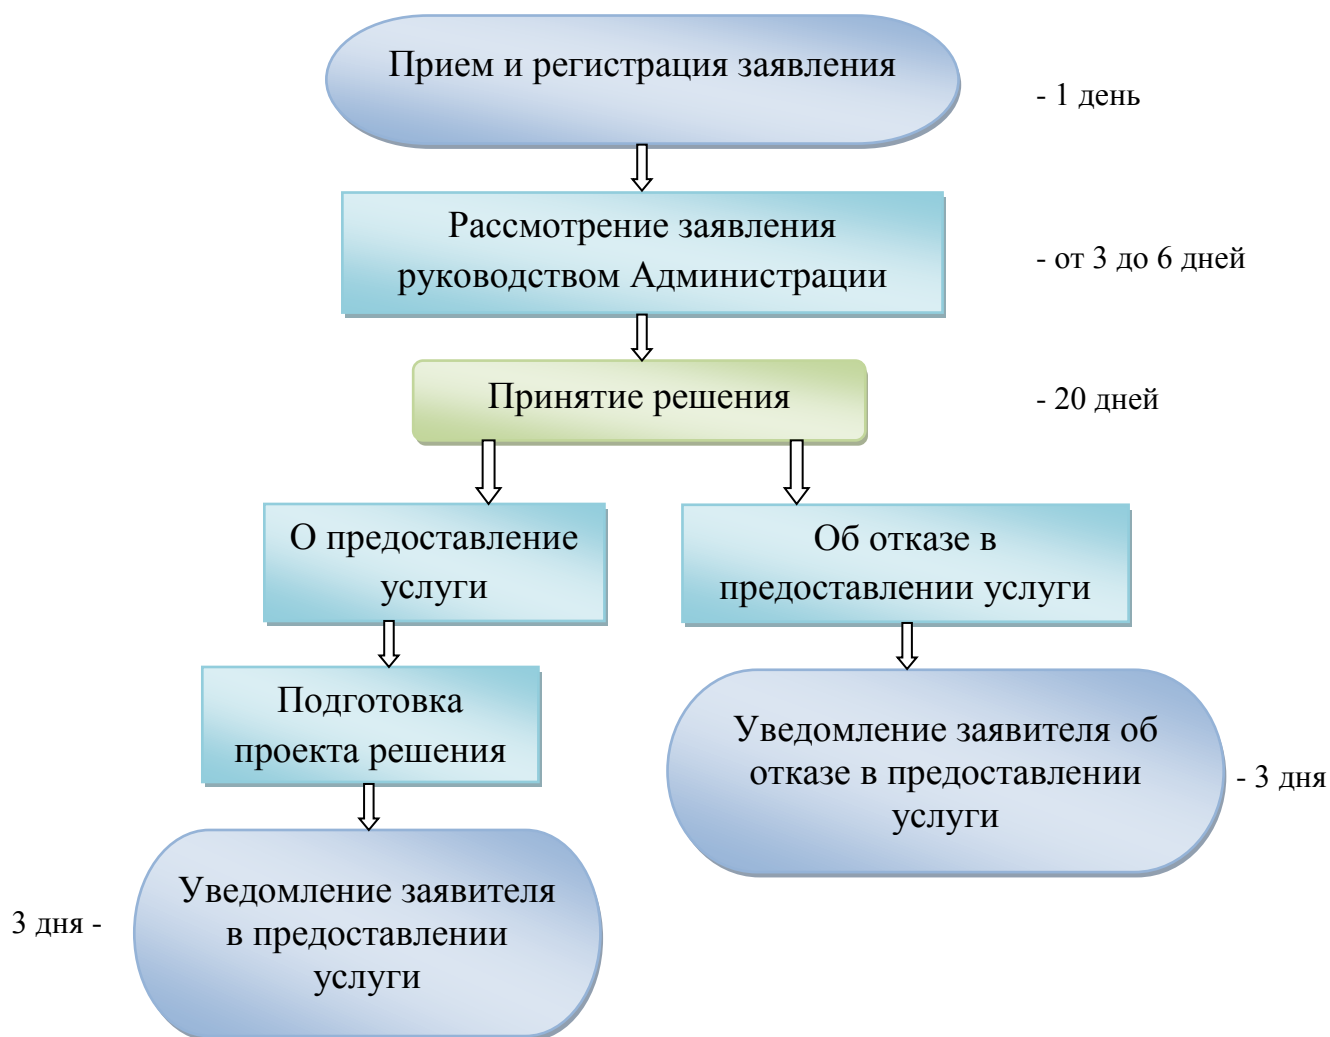 Прием и регистрация заявления
- 1 день
Рассмотрение заявления
руководством Администрации
- от 3 до 6 дней
Принятие решения
- 20 дней
О предоставление
услуги
Об отказе в
предоставлении услуги
Подготовка
проекта решения
Уведомление заявителя об
отказе в предоставлении
услуги
- 3 дня
3 дня -
Уведомление заявителя
в предоставлении
услуги